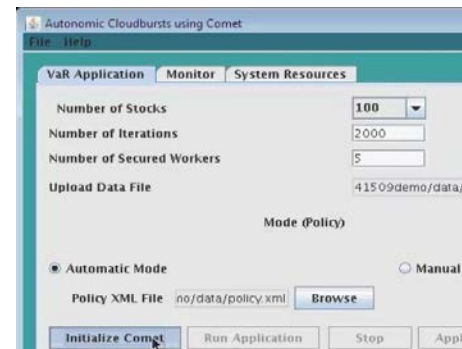 Autonomic Cloudbursts using Comet
File Help
VaR Application Monitor System Resources
Number of Stocks 100
Number of Iterations 2000
Number of Secured Workers 5
Upload Data File 41509demo/data/
Mode (Policy)
Automatic Mode Manual
Policy XML File no/data/policy.xml Browse
Initialize Comet Run Application Stop Appl